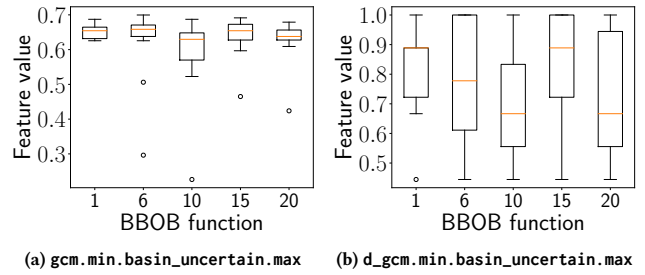 Feature value
0.7
0.6
0.5
0.4
0.3
1 6 10 15 20
BBOB function
(a) gcm.min.basin_uncertain.max
Feature value
1.0
0.9
0.8
0.7
0.6
0.5
1 6 10 15 20
BBOB function
(b) d_gcm.min.basin_uncertain.max